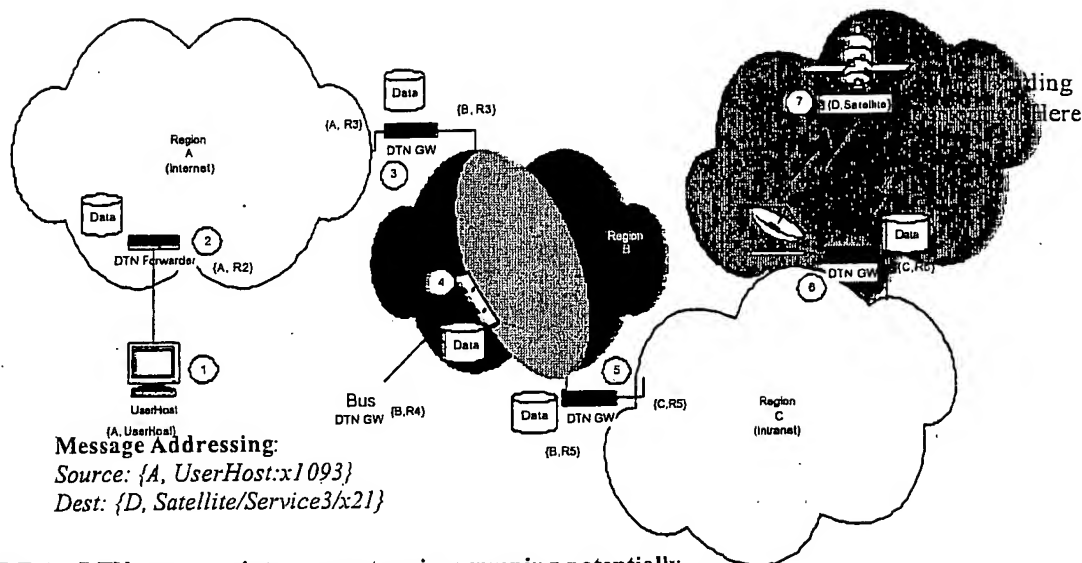 Data
{A, R3}
{B, R3}
DTN GW
3
Region
A
(Internet)
Data
2
DTN Forwarder
{A, R2}
1
UserHost
{A, UserHost}
Message Addressing:
Source: {A, UserHost:x1093}
Dest: {D, Satellite/Service3/x21}
Region
B
4
Data
Bus
DTN GW {B,R4}
5
Data
DTN GW
{C,R5}
{B,R5}
7
{D, Satellite}
Here
Data
DTN GW
6
Region
C
(Intranet)